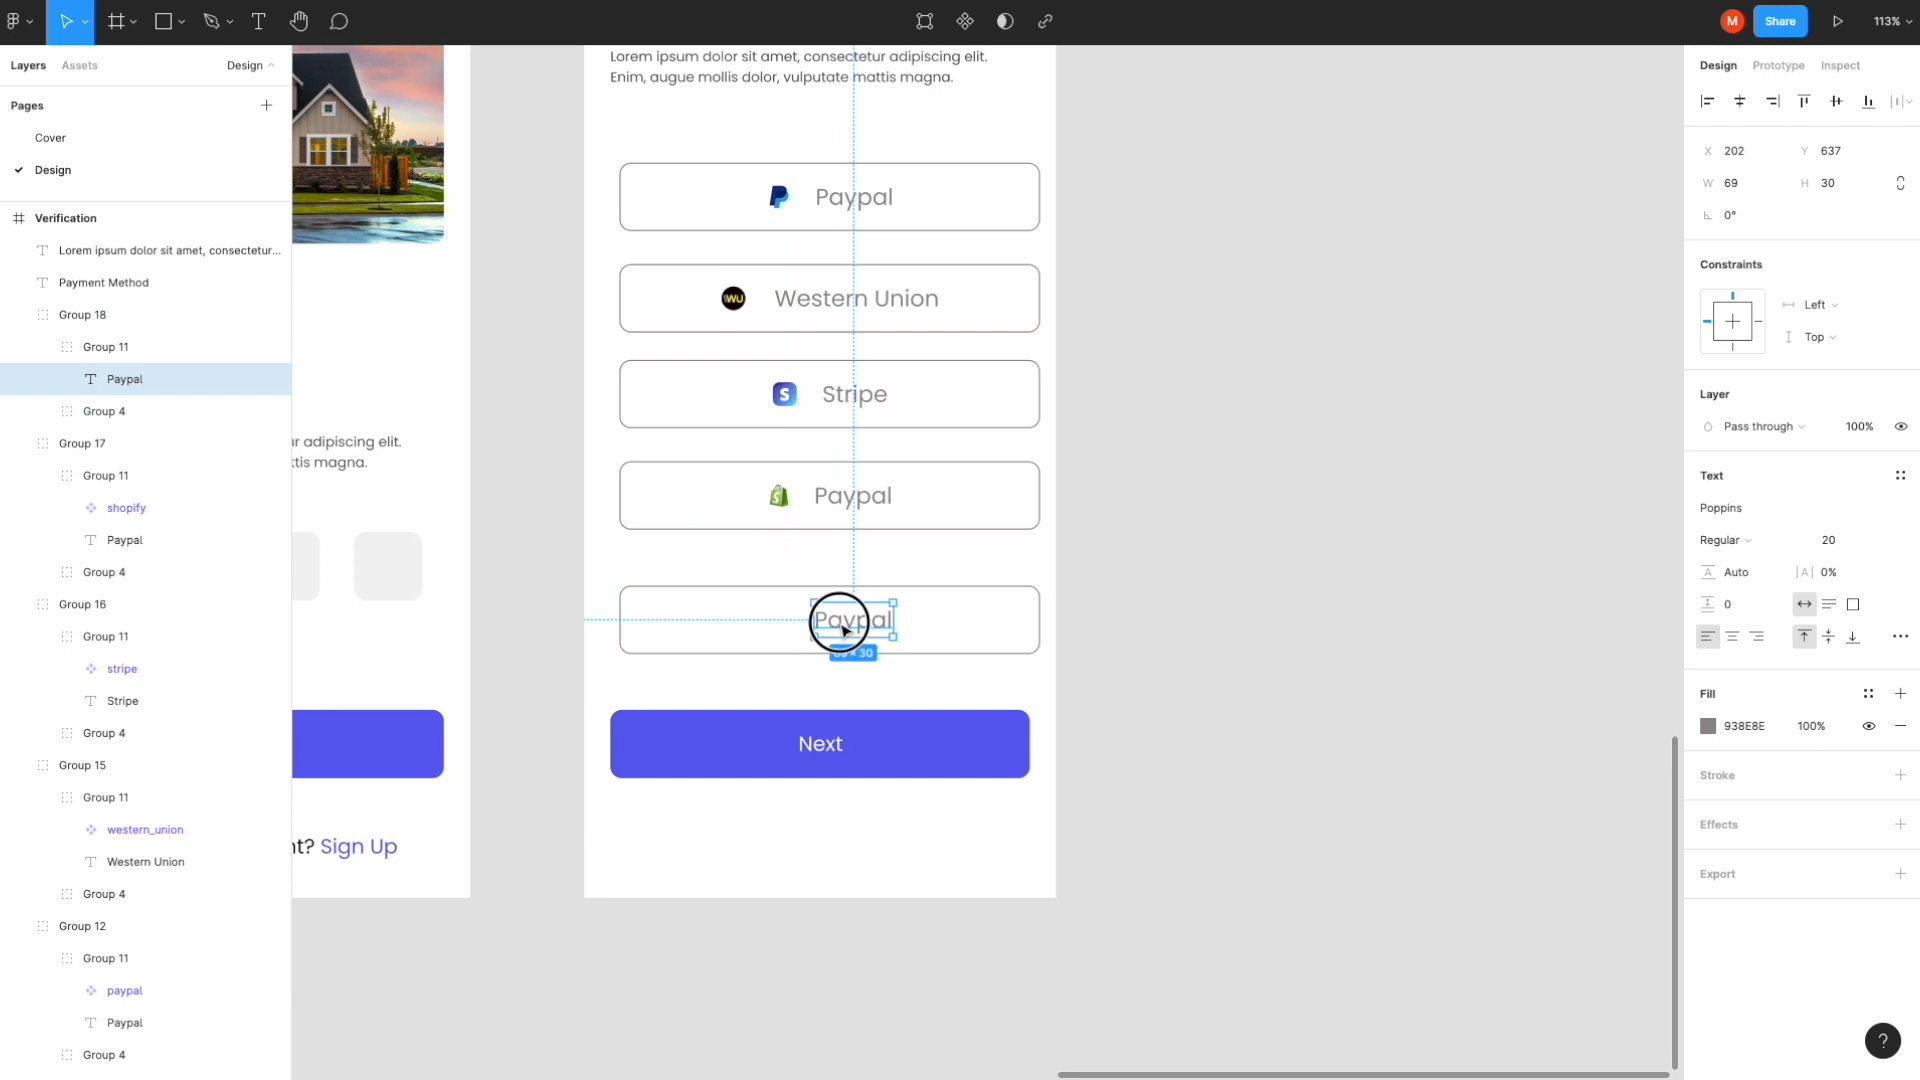 M
Share
113%
Layers
Assets
Design
Pages
Cover
Design
Verification
Lorem ipsum dolor sit amet, consectetur...
Payment Method
Group 18
Group 11
Paypal
Group 4
Group 17
Group 11
shopify
Paypal
Group 4
Group 16
Group 11
stripe
Stripe
Group 4
Group 15
Group 11
western_union
Western Union
Group 4
Group 12
Group 11
paypal
Paypal
Group 4
adipiscing elit.
magna.
Sign Up
Lorem ipsum dolor sit amet, consectetur adipiscing elit.
Enim, augue mollis dolor, vulputate mattis magna.
Paypal
WU
Western Union
S
Stripe
S
Paypal
Paypal
Next
Design
Prototype
Inspect
X 202
Y 637
W 69
H 30
0°
Constraints
Left
Top
Layer
Pass through
100%
Text
Poppins
Regular
20
Auto
|A| 0%
0
Fill
938E8E
100%
Stroke
Effects
Export
?